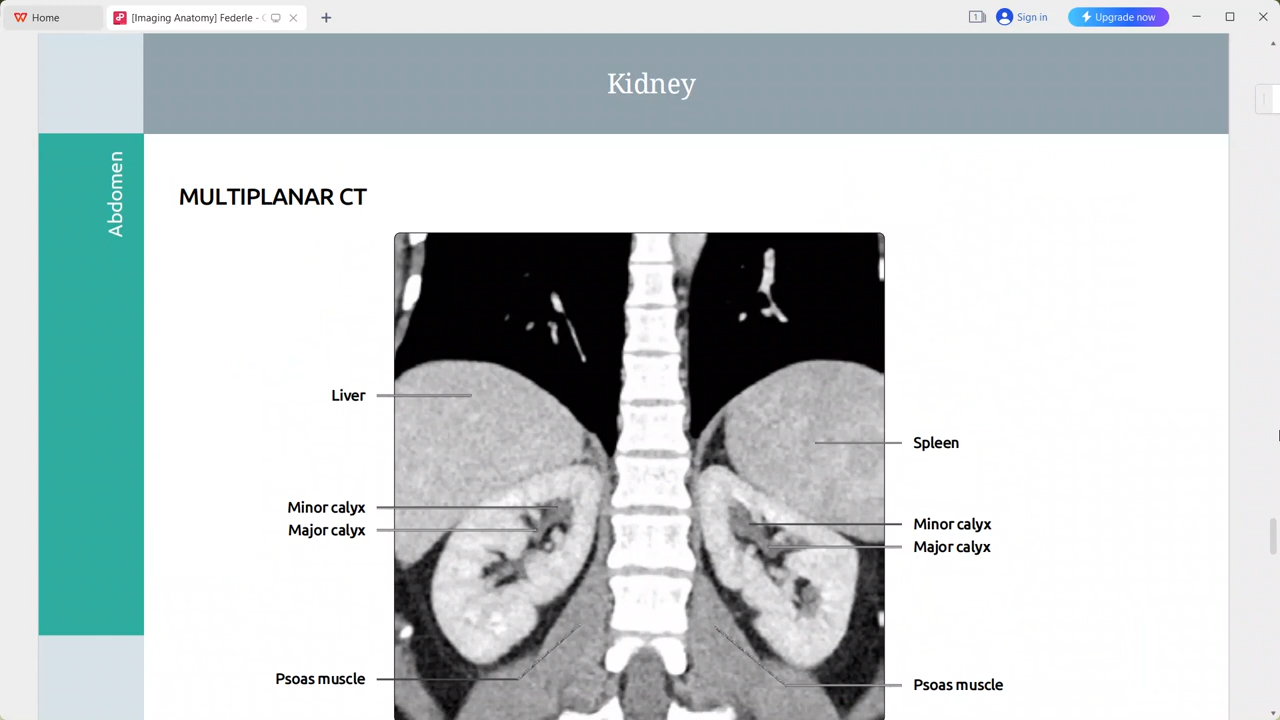 Home
[Imaging Anatomy] Federle -
1
Sign in
Upgrade now
Kidney
Abdomen
MULTIPLANAR CT
Liver
Spleen
Minor calyx
Major calyx
Minor calyx
Major calyx
Psoas muscle
Psoas muscle